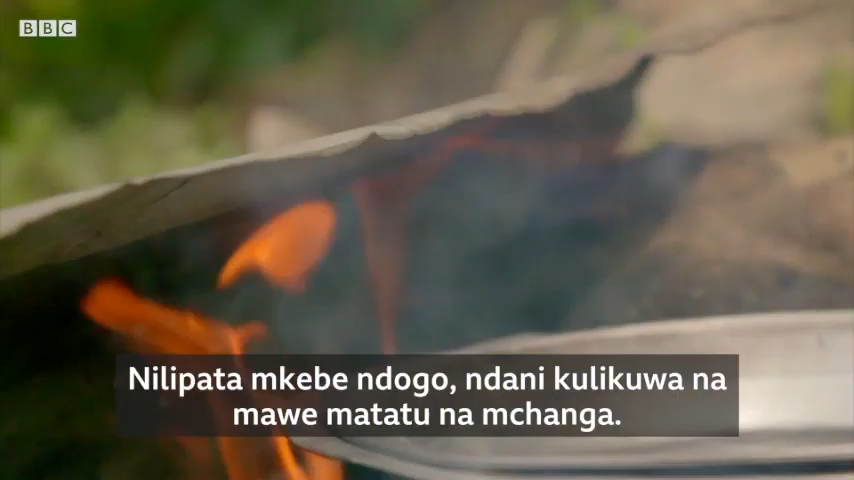 BBC
Nilipata mkebe ndogo, ndani kulikuwa na
mawe matatu na mchanga.